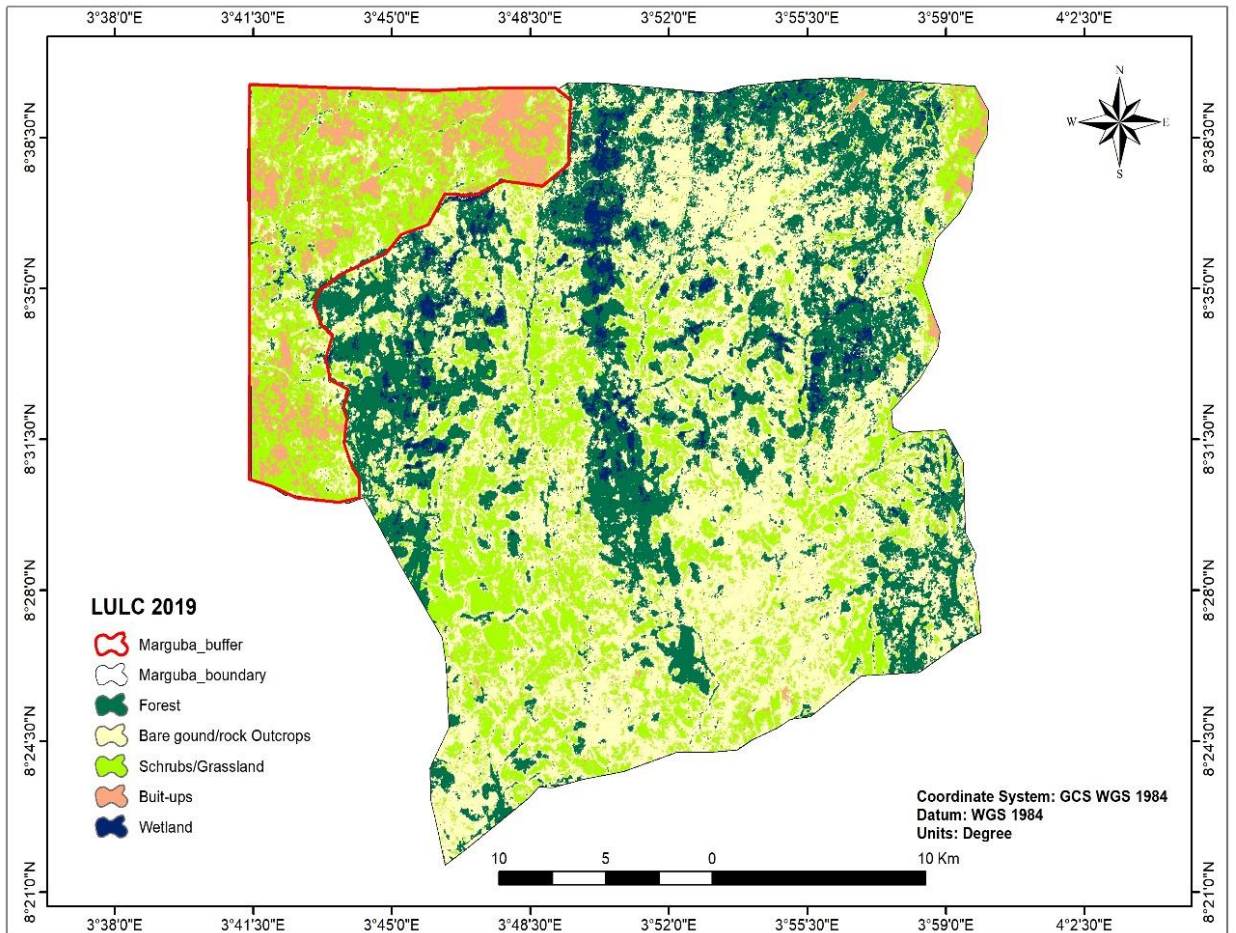 3°38'0"E 3°41'30"E 3°45'0"E 3°48'30"E 3°52'0"E 3°55'30"E 3°59'0"E 4°2'30"E
N
W E
S
8°38'30"N 8°38'30"N
8°35'0"N 8°35'0"N
8°31'30"N 8°31'30"N
8°28'0"N 8°28'0"N
LULC 2019
Marguba_buffer
Marguba_boundary
Forest
Bare gound/rock Outcrops
Schrubs/Grassland
Buit-ups
Wetland
8°24'30"N 8°24'30"N
Coordinate System: GCS WGS 1984
Datum: WGS 1984
Units: Degree
10 5 0 10 Km
8°21'0"N 8°21'0"N
3°38'0"E 3°41'30"E 3°45'0"E 3°48'30"E 3°52'0"E 3°55'30"E 3°59'0"E 4°2'30"E